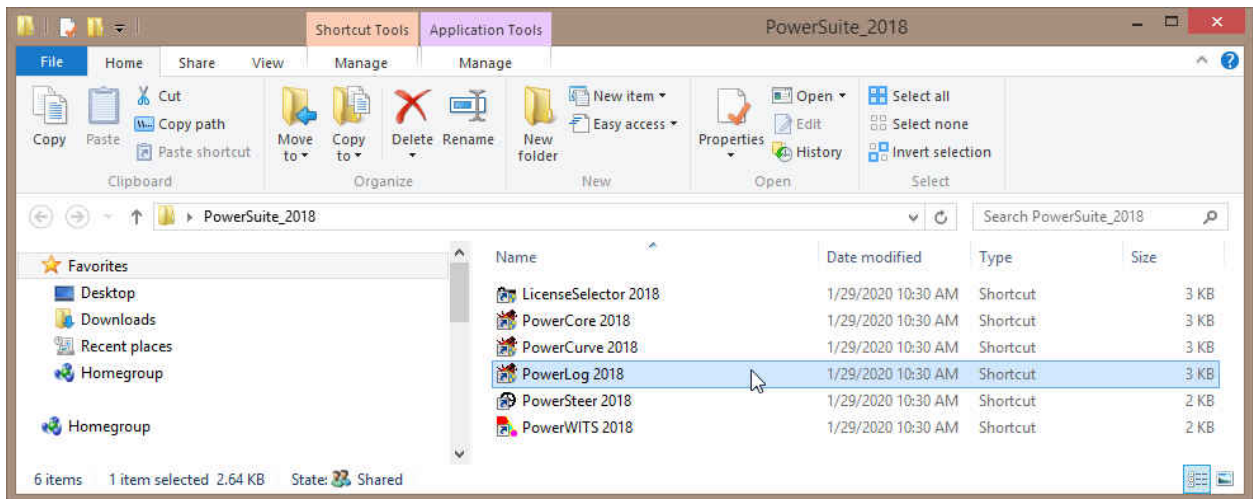 Shortcut Tools Application Tools PowerSuite_2018
File Home Share View Manage Manage
Copy Paste Cut Copy path Paste shortcut
Move to Copy to Delete Rename
New folder New item Easy access
Properties Open Edit History
Select all Select none Invert selection
Clipboard Organize New Open Select
PowerSuite_2018 Search PowerSuite_2018
Favorites
Desktop
Downloads
Recent places
Homegroup
Homegroup
Name Date modified Type Size
LicenseSelector 2018 1/29/2020 10:30 AM Shortcut 3 KB
PowerCore 2018 1/29/2020 10:30 AM Shortcut 3 KB
PowerCurve 2018 1/29/2020 10:30 AM Shortcut 3 KB
PowerLog 2018 1/29/2020 10:30 AM Shortcut 3 KB
PowerSteer 2018 1/29/2020 10:30 AM Shortcut 2 KB
PowerWITS 2018 1/29/2020 10:30 AM Shortcut 2 KB
6 items 1 item selected 2.64 KB State: Shared